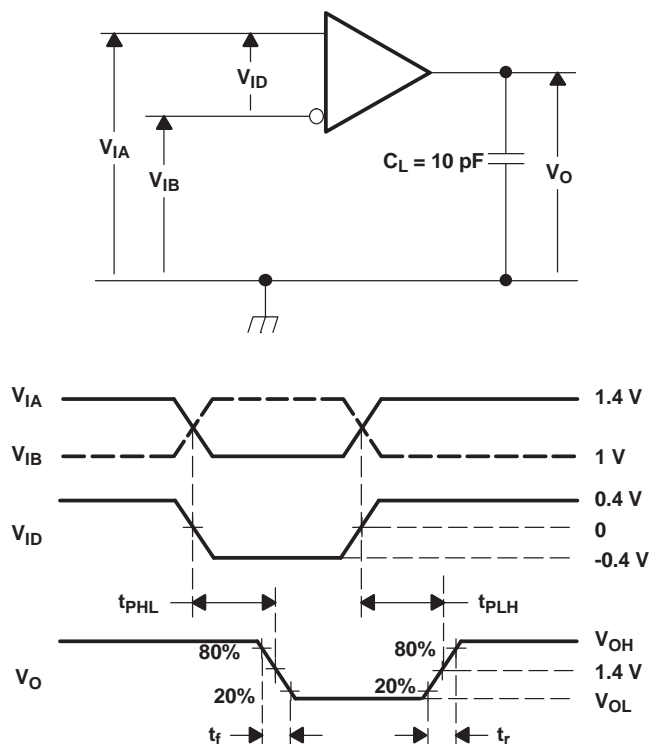 V_ID
V_IA
V_IB
C_L = 10 pF
V_O
V_IA
1.4 V
V_IB
1 V
0.4 V
V_ID
0
-0.4 V
t_PHL
t_PLH
80%
80%
V_OH
V_O
1.4 V
20%
20%
V_OL
t_f
t_r